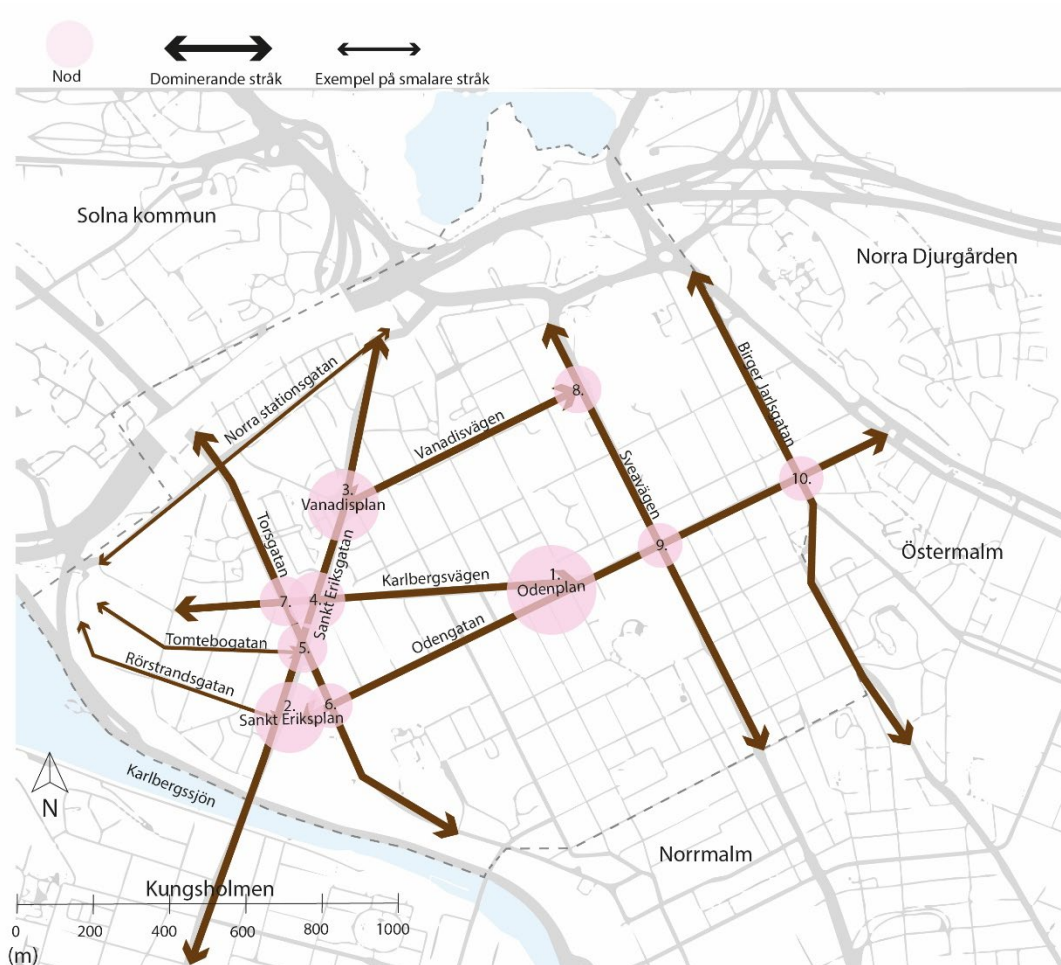 Nod
Dominerande stråk
Exempel på smalare stråk
Solna kommun
Norra Djurgården
Norra stationsgatan
Birger Jarlsgatan
8.
Vanadisvägen
Sveavägen
3.
Vanadisplan
10.
Torsgatan
Sankt Eriksgatan
9.
Östermalm
Karlbergsvägen
1.
Odenplan
7.
4.
Tomtebogatan
5.
Odengatan
Rörstrandsgatan
2.
Sankt Eriksplan
6.
Karlbergssjön
N
Norrmalm
Kungsholmen
0
200
400
600
800
1000
(m)